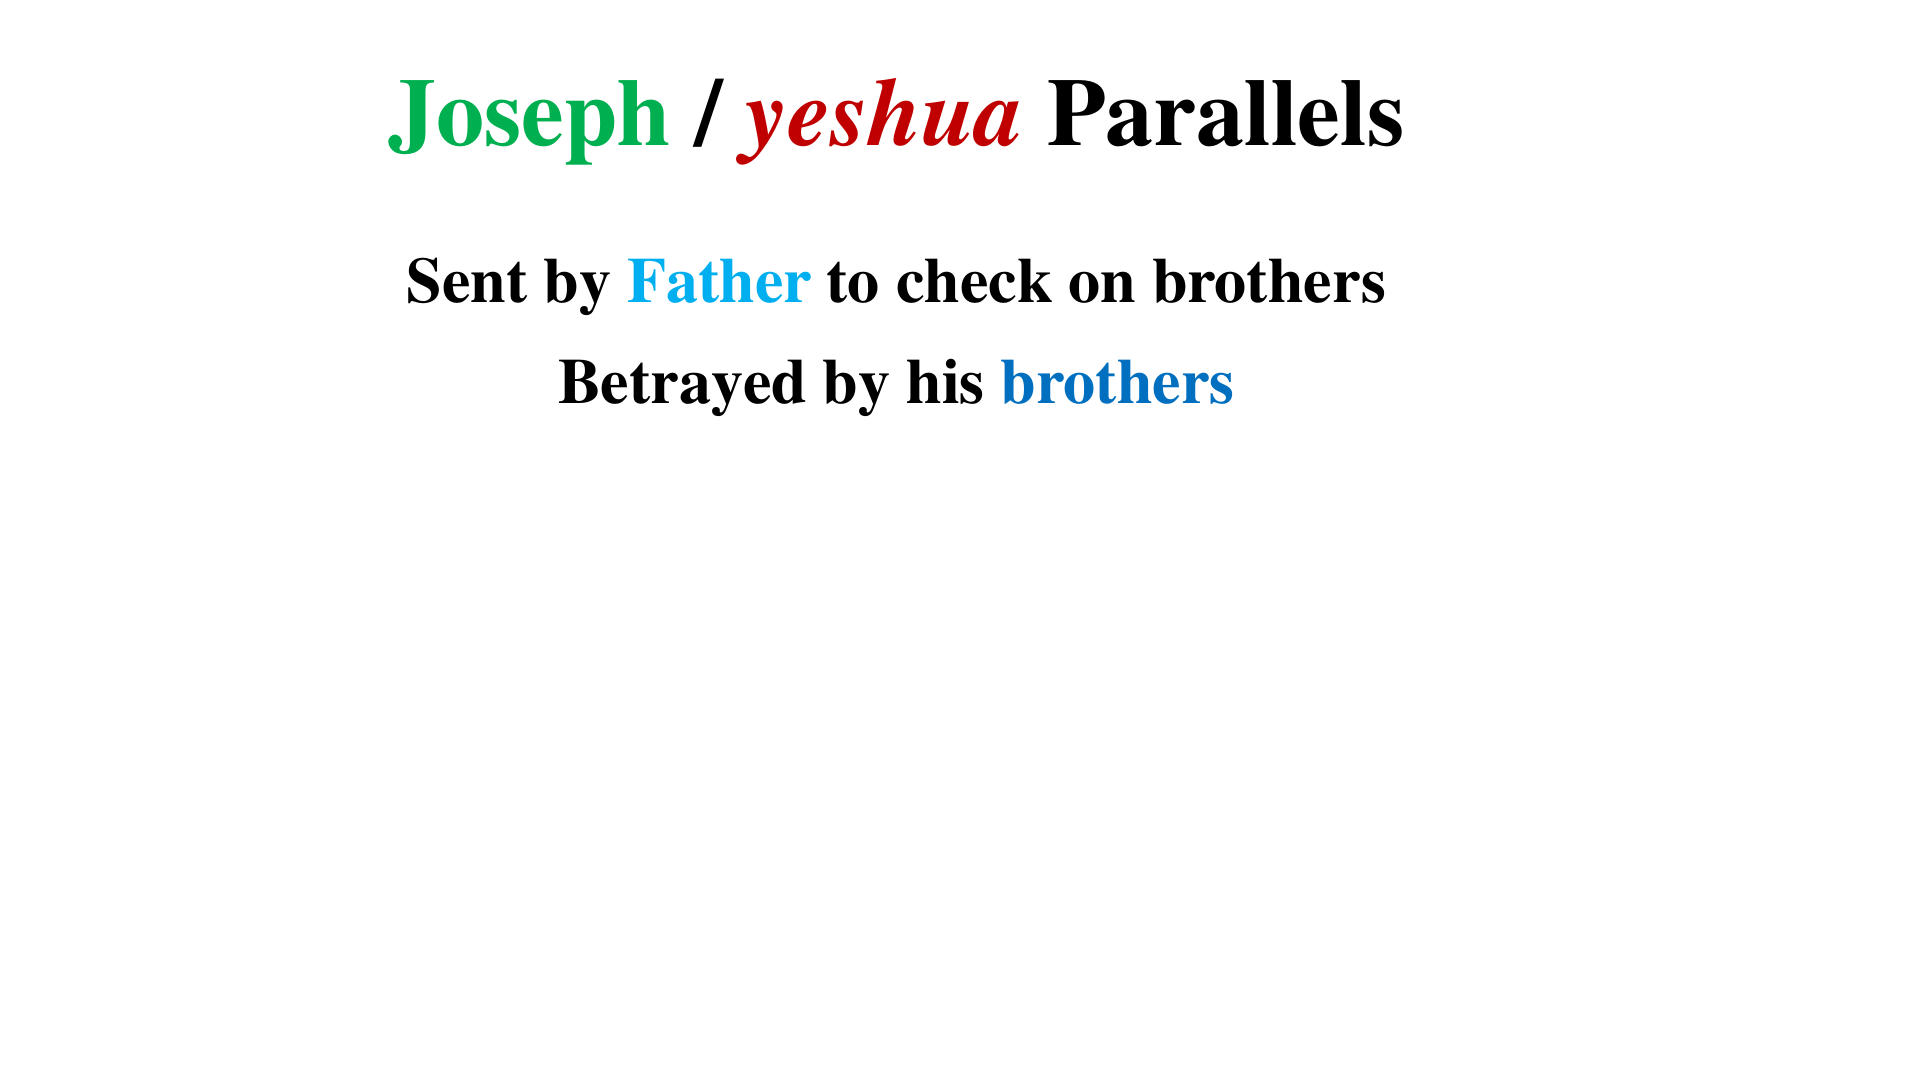 Joseph / yeshua Parallels
Sent by Father to check on brothers
Betrayed by his brothers